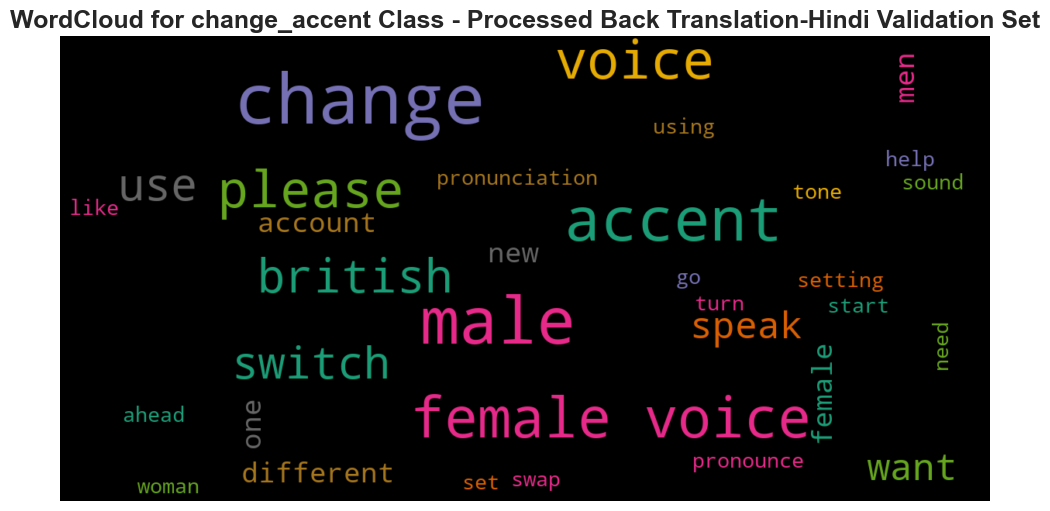 WordCloud for change_accent Class - Processed Back Translation-Hindi Validation Set
voice
men
change
using
help
use
please
pronunciation
sound
tone
like
account
accent
new
british
go
setting
turn
start
male
speak
need
switch
female
ahead
one
female voice
pronounce
want
different
woman
set
swap